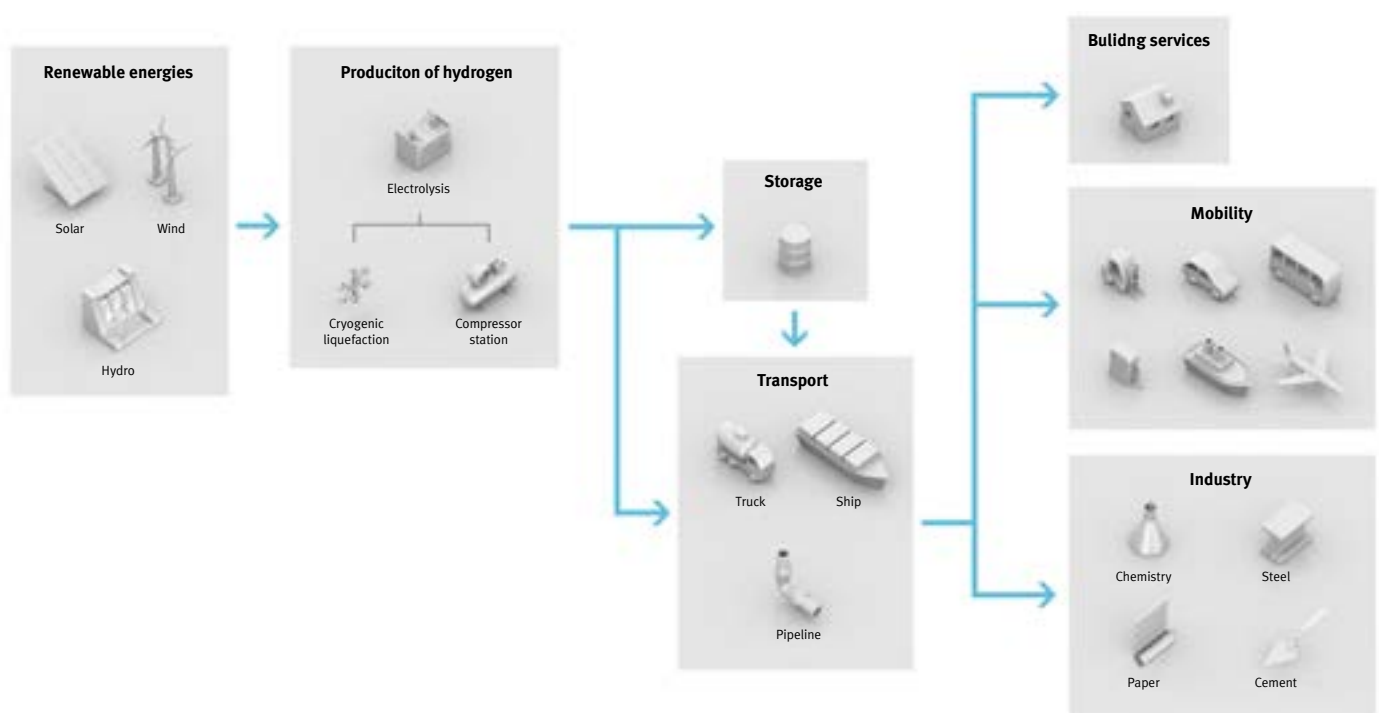 Renewable energies
Solar
Wind
Hydro
Produciton of hydrogen
Electrolysis
Cryogenic
liquefaction
Compressor
station
Storage
Transport
Truck
Ship
Pipeline
Bulidng services
Mobility
Industry
Chemistry
Steel
Paper
Cement